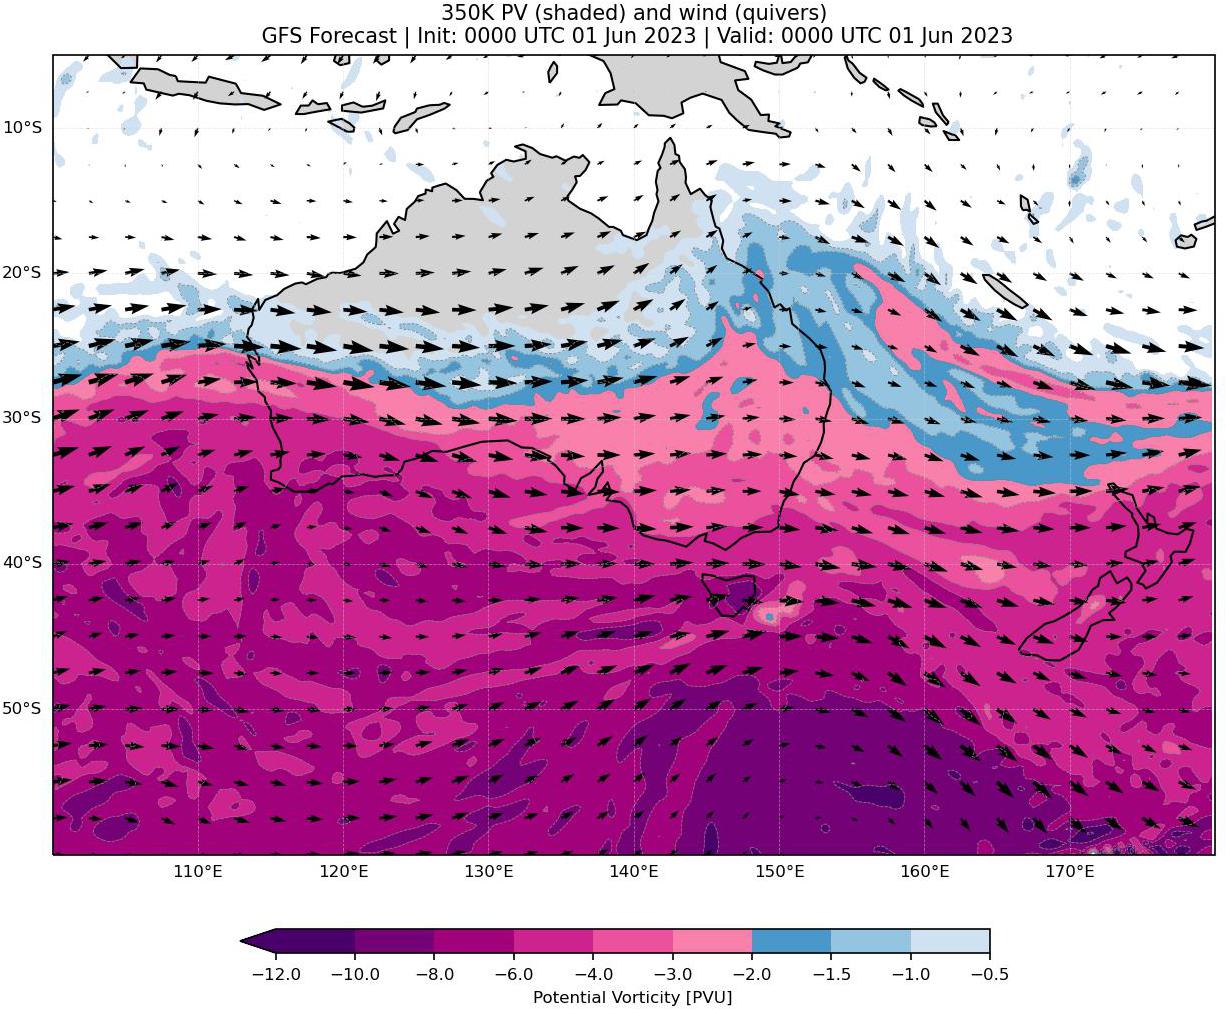 350K PV (shaded) and wind (quivers)
GFS Forecast | Init: 0000 UTC 01 Jun 2023 | Valid: 0000 UTC 01 Jun 2023
10°S
20°S
30°S
40°S
50°S
110°E 120°E 130°E 140°E 150°E 160°E 170°E
−12.0 −10.0 −8.0 −6.0 −4.0 −3.0 −2.0 −1.5 −1.0 −0.5
Potential Vorticity [PVU]